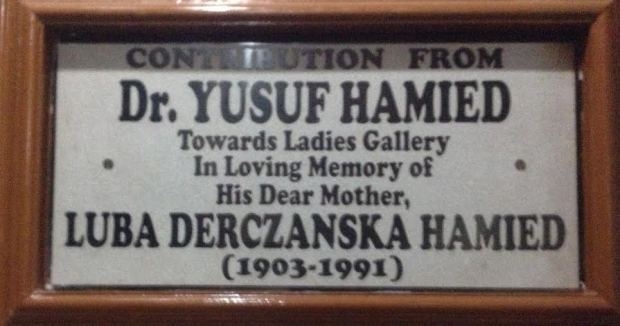 CONTRIBUTION FROM
Dr. YUSUF HAMIED
Towards Ladies Gallery
In Loving Memory of
His Dear Mother,
LUBA DERCZANSKA HAMIED
(1903-1991)